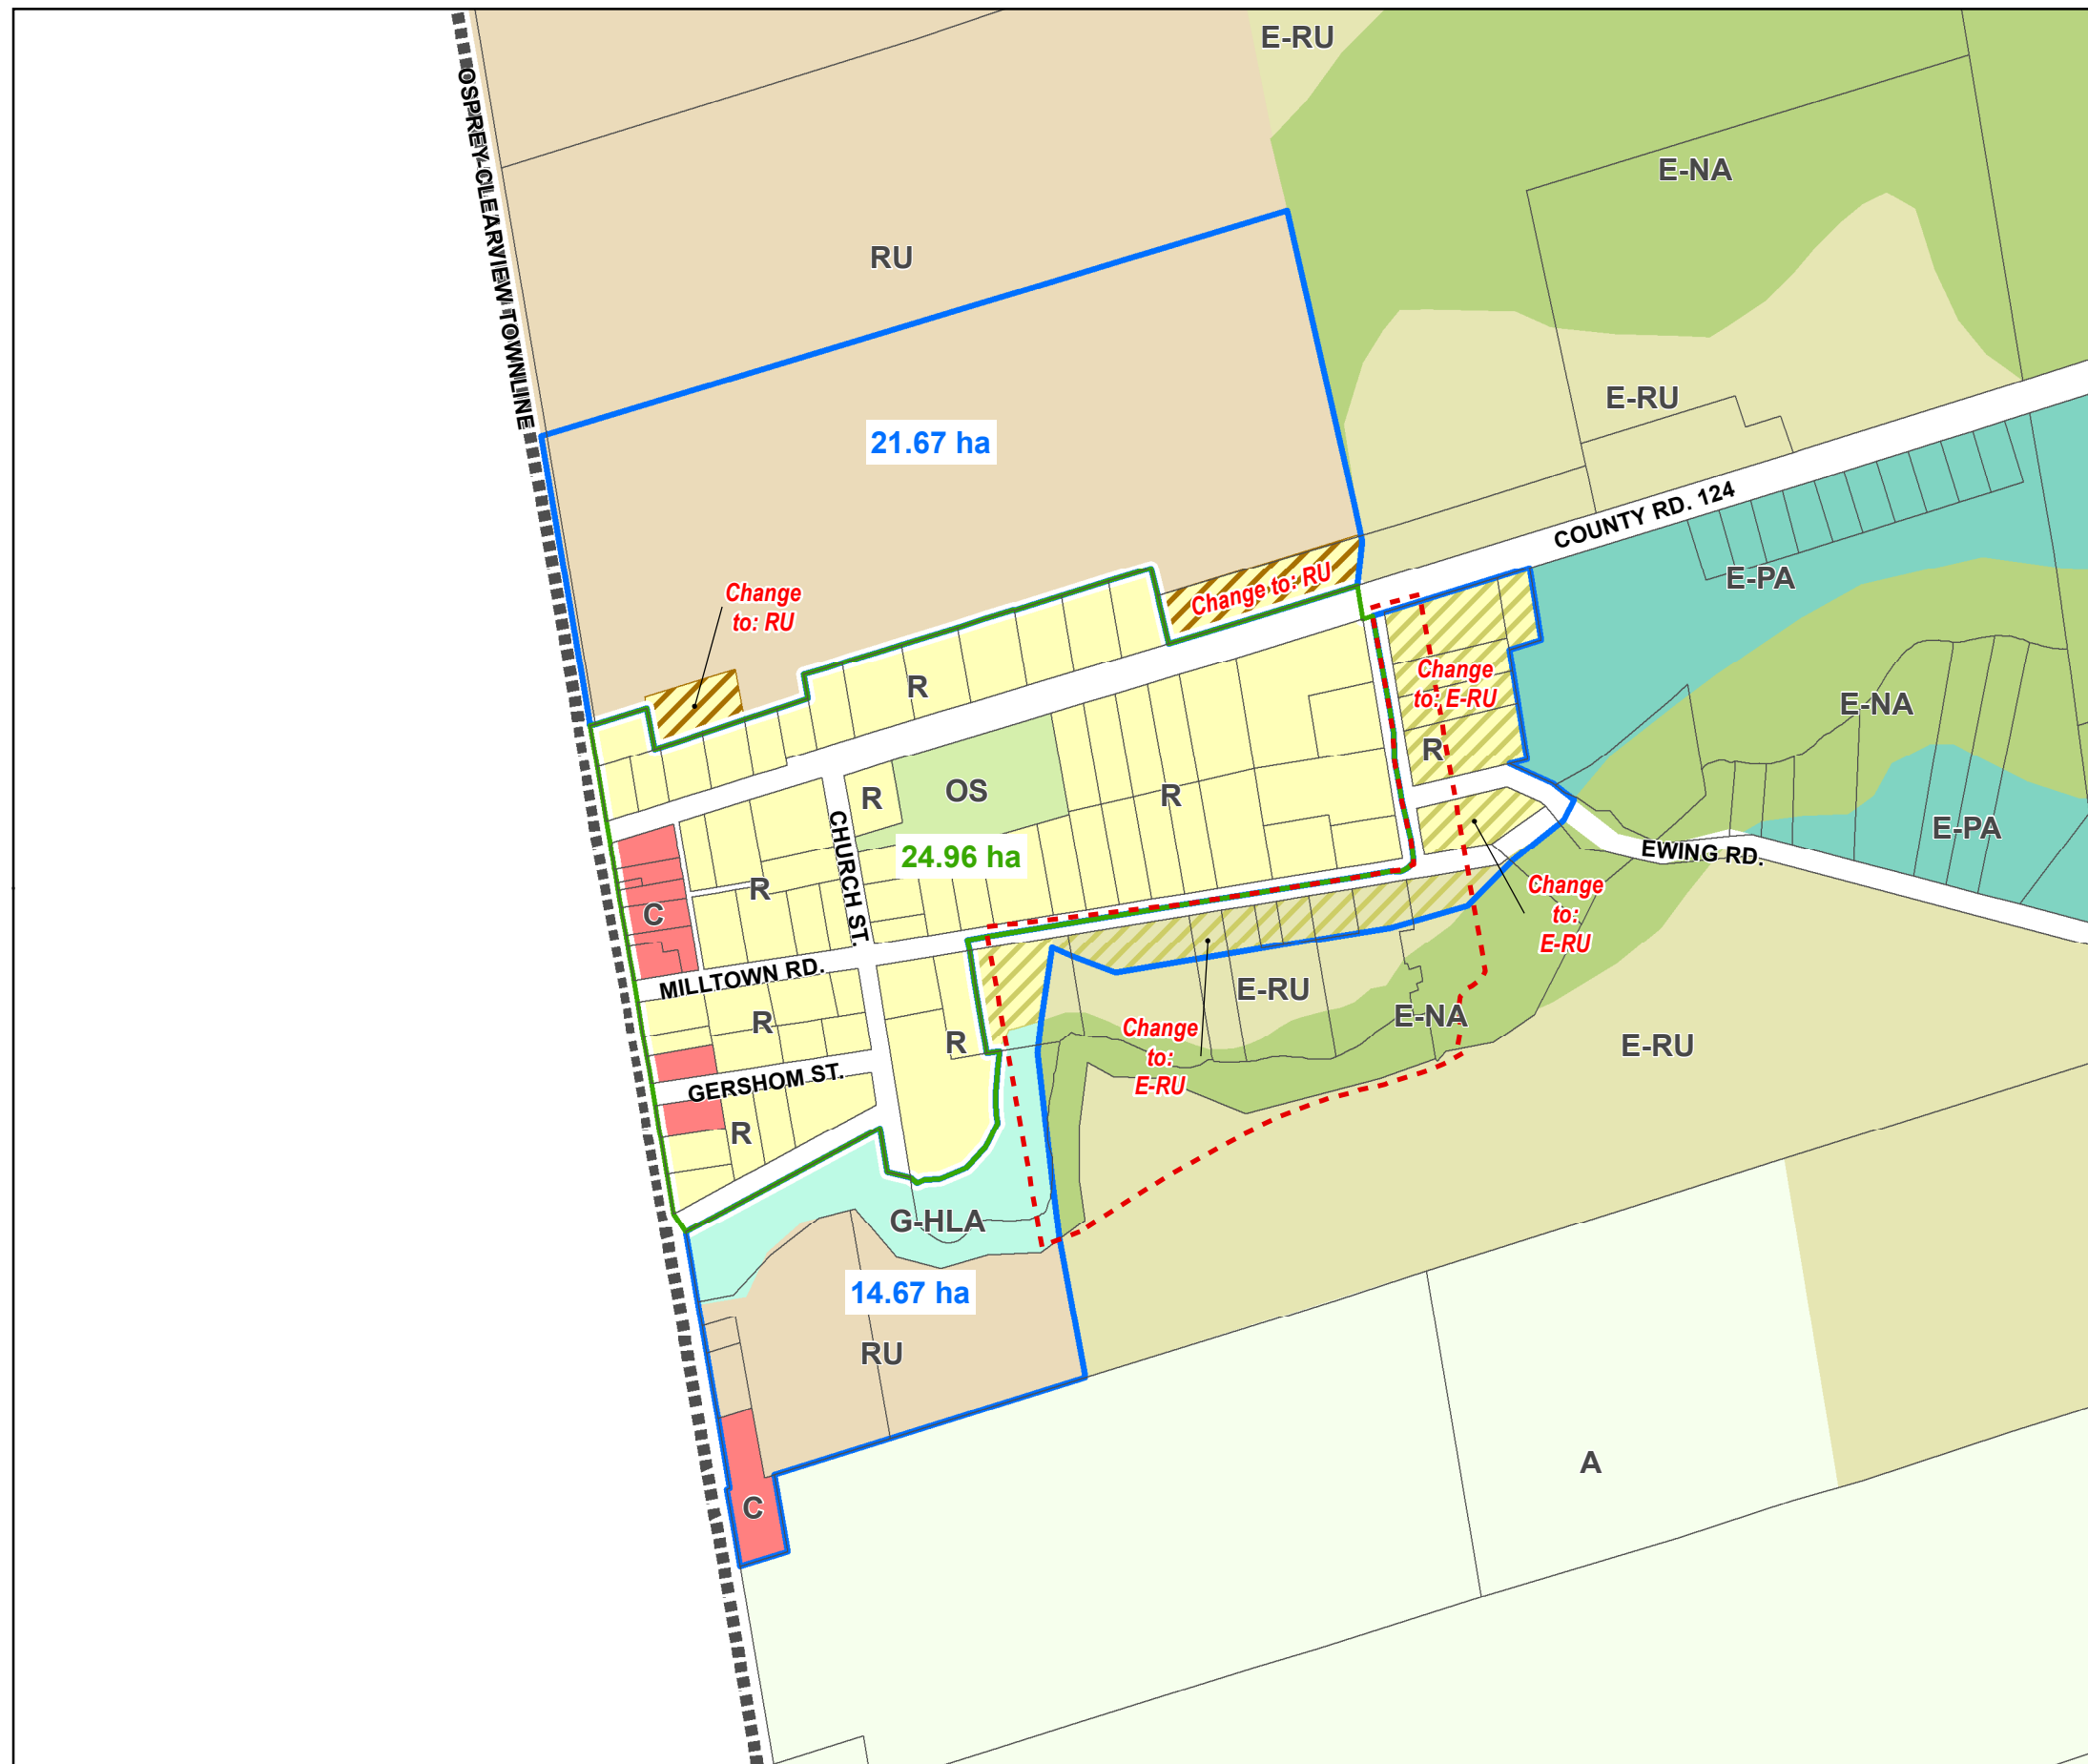 E-RU
OSPREY-CLEARVIEW TOWNLINE
E-NA
RU
E-RU
21.67 ha
COUNTY RD. 124
E-PA
Change
to: RU
Change to: RU
Change
to: E-RU
R
R
E-NA
OS
R
R
CHURCH ST.
24.96 ha
E-PA
EWING RD.
R
C
Change
to:
E-RU
MILLTOWN RD.
E-RU
R
R
E-NA
Change
to:
E-RU
E-RU
GERSHOM ST.
R
G-HLA
14.67 ha
RU
A
C